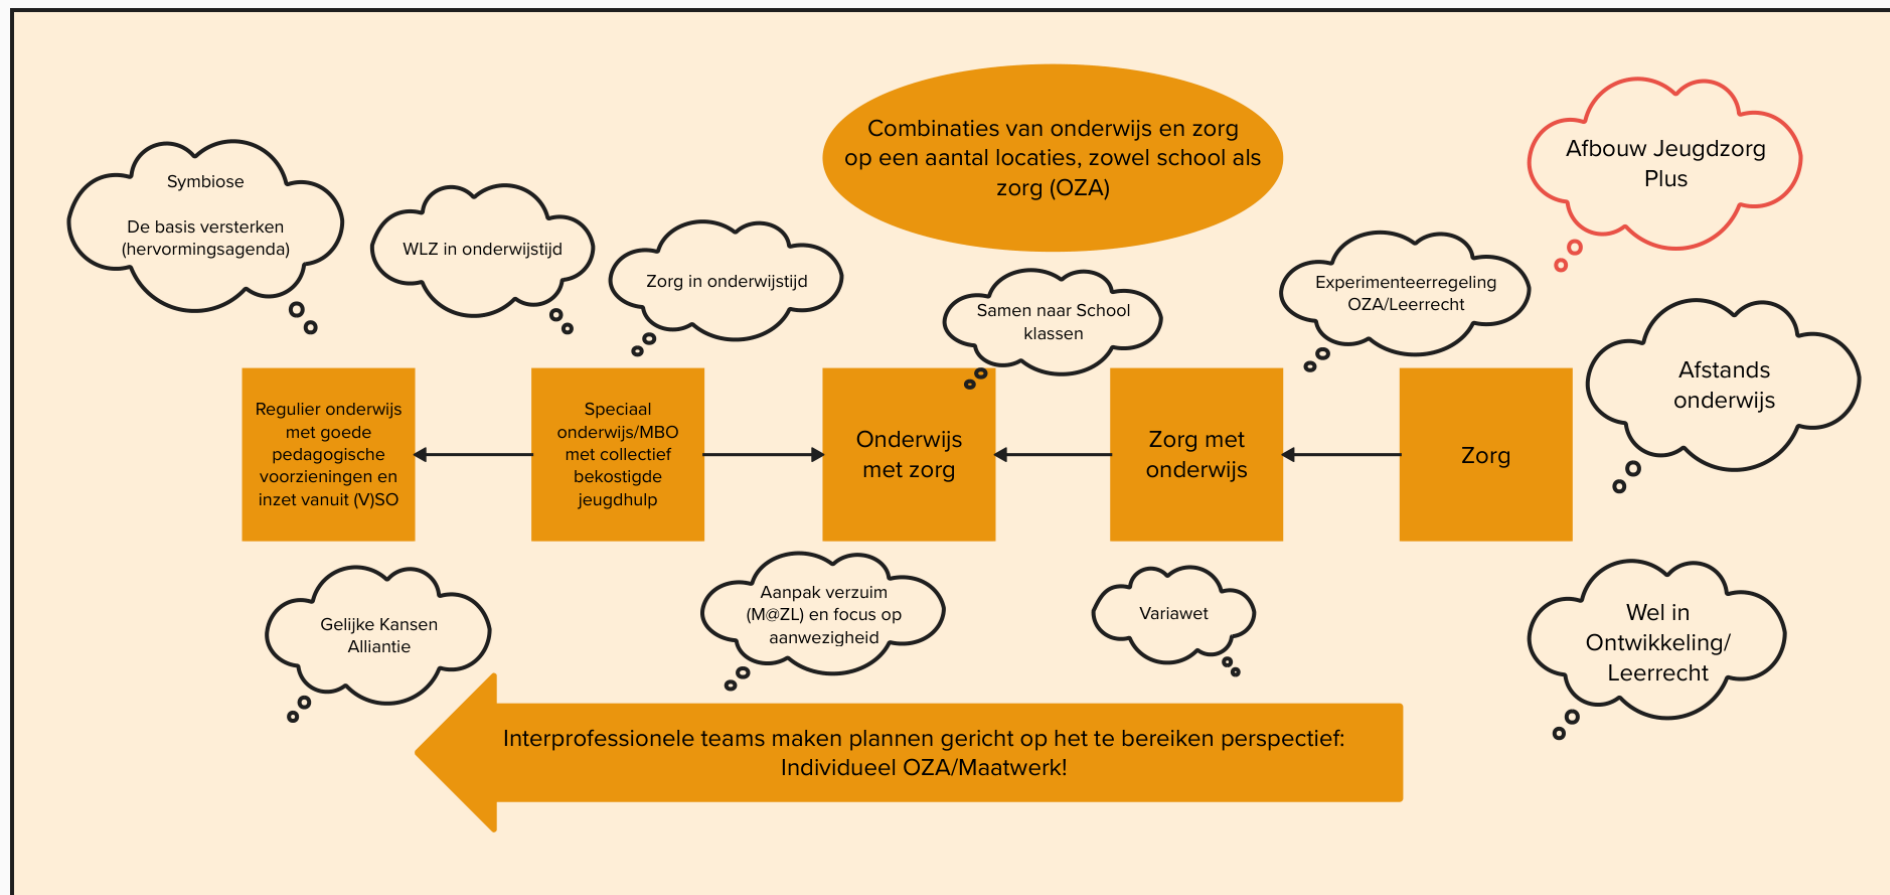 Combinaties van onderwijs en zorg
op een aantal locaties, zowel school als
zorg (OZA)
Afbouw Jeugdzorg
Plus
Symbiose
De basis versterken
(hervormingsagenda)
WLZ in onderwijstijd
Zorg in onderwijstijd
Samen naar School
klassen
Experimenteerregeling
OZA/Leerrecht
Afstands
onderwijs
Regulier onderwijs
met goede
pedagogische
voorzieningen en
inzet vanuit (V)SO
Speciaal
onderwijs/MBO
met collectief
bekostigde
jeugdhulp
Onderwijs
met zorg
Zorg met
onderwijs
Zorg
Gelijke Kansen
Alliantie
Aanpak verzuim
(M@ZL) en focus op
aanwezigheid
Variawet
Wel in
Ontwikkeling/
Leerrecht
Interprofessionele teams maken plannen gericht op het te bereiken perspectief:
Individueel OZA/Maatwerk!